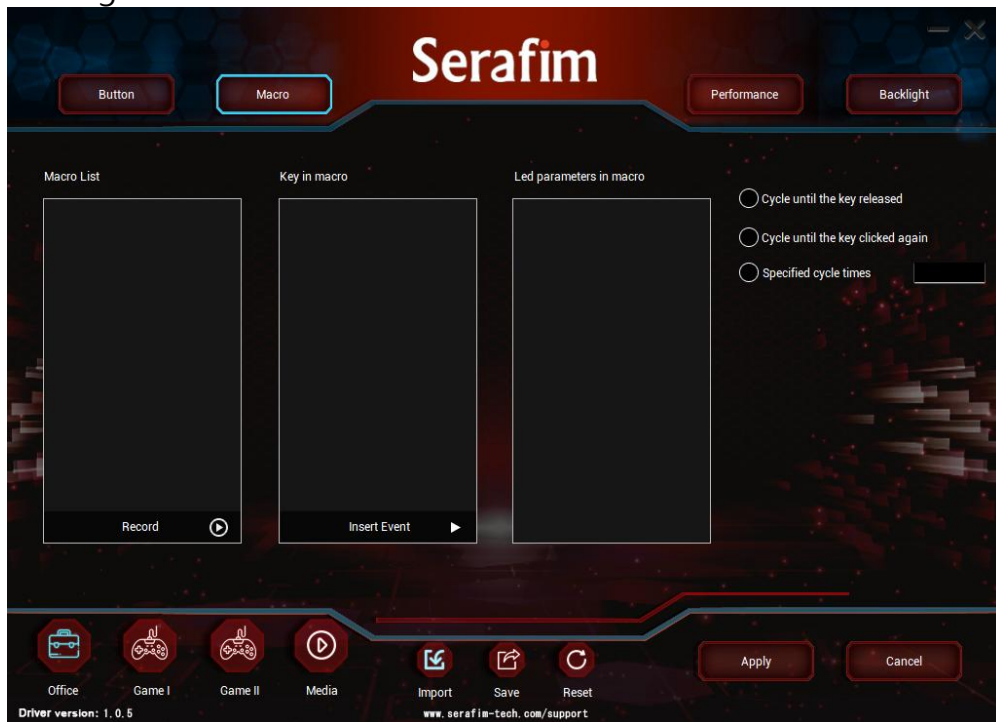 Serafim
Button
Macro
Performance
Backlight
Macro List
Key in macro
Led parameters in macro
Cycle until the key released
Cycle until the key clicked again
Specified cycle times
Record
Insert Event
Office
Game I
Game II
Media
Import
Save
Reset
Apply
Cancel
Driver version: 1.0.5
www.serafim-tech.com/support